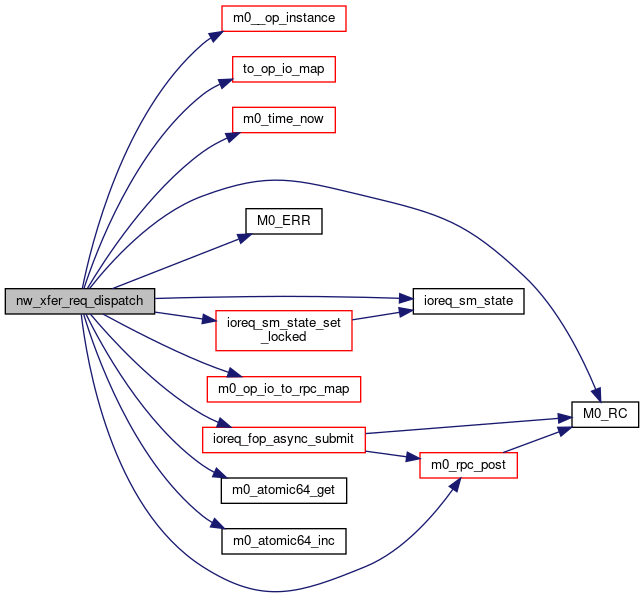 m0__op_instance
to_op_io_map
m0_time_now
M0_ERR
nw_xfer_req_dispatch
ioreq_sm_state
ioreq_sm_state_set
_locked
m0_op_io_to_rpc_map
M0_RC
ioreq_fop_async_submit
m0_rpc_post
m0_atomic64_get
m0_atomic64_inc